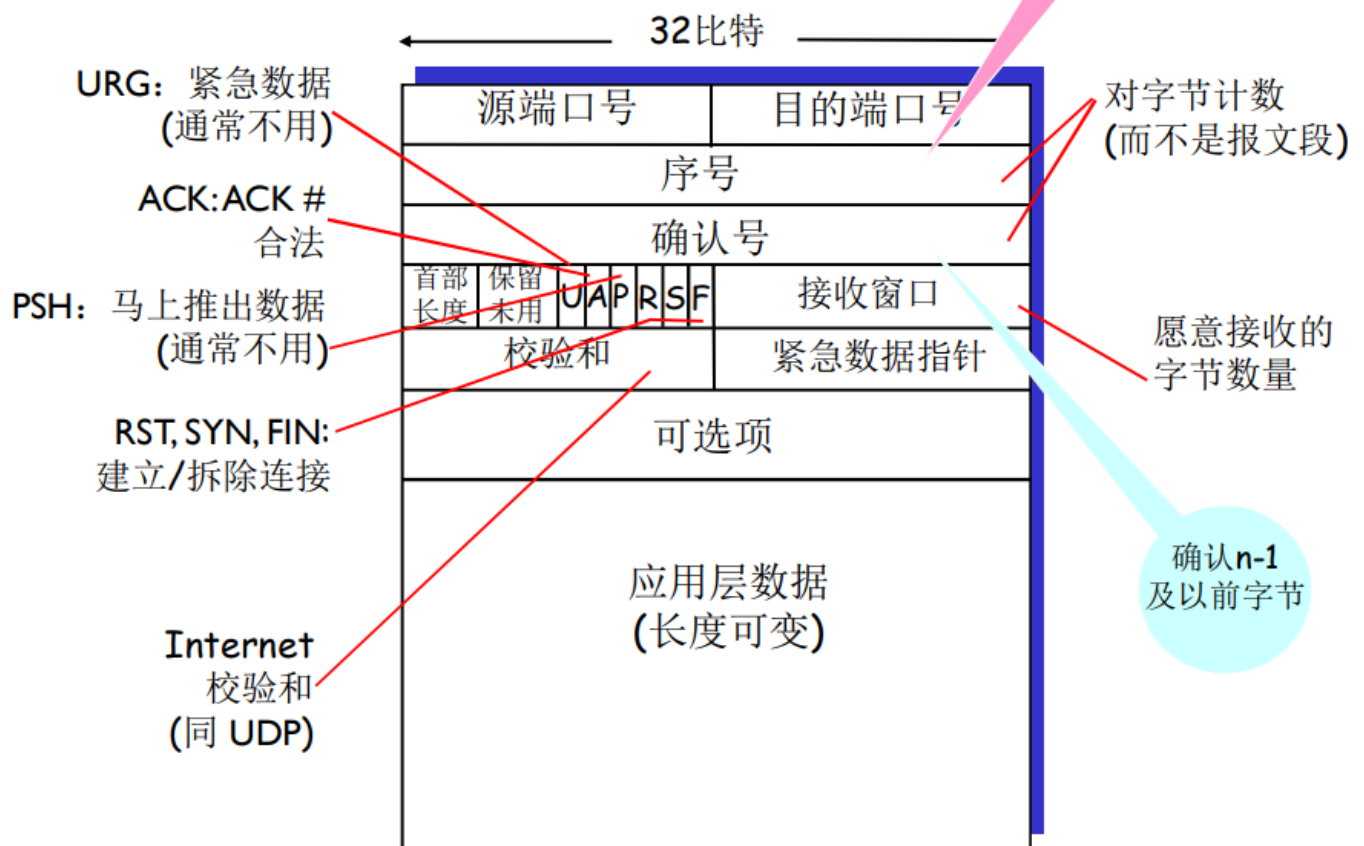 32比特
URG：紧急数据
(通常不用)
源端口号
目的端口号
对字节计数
(而不是报文段)
序号
ACK:ACK #
合法
确认号
首部
长度
保留
未用
U
A
P
R
S
F
接收窗口
PSH：马上推出数据
(通常不用)
愿意接收的
字节数量
校验和
紧急数据指针
RST, SYN, FIN:
建立/拆除连接
可选项
确认n-1
及以前字节
应用层数据
(长度可变)
Internet
校验和
(同 UDP)